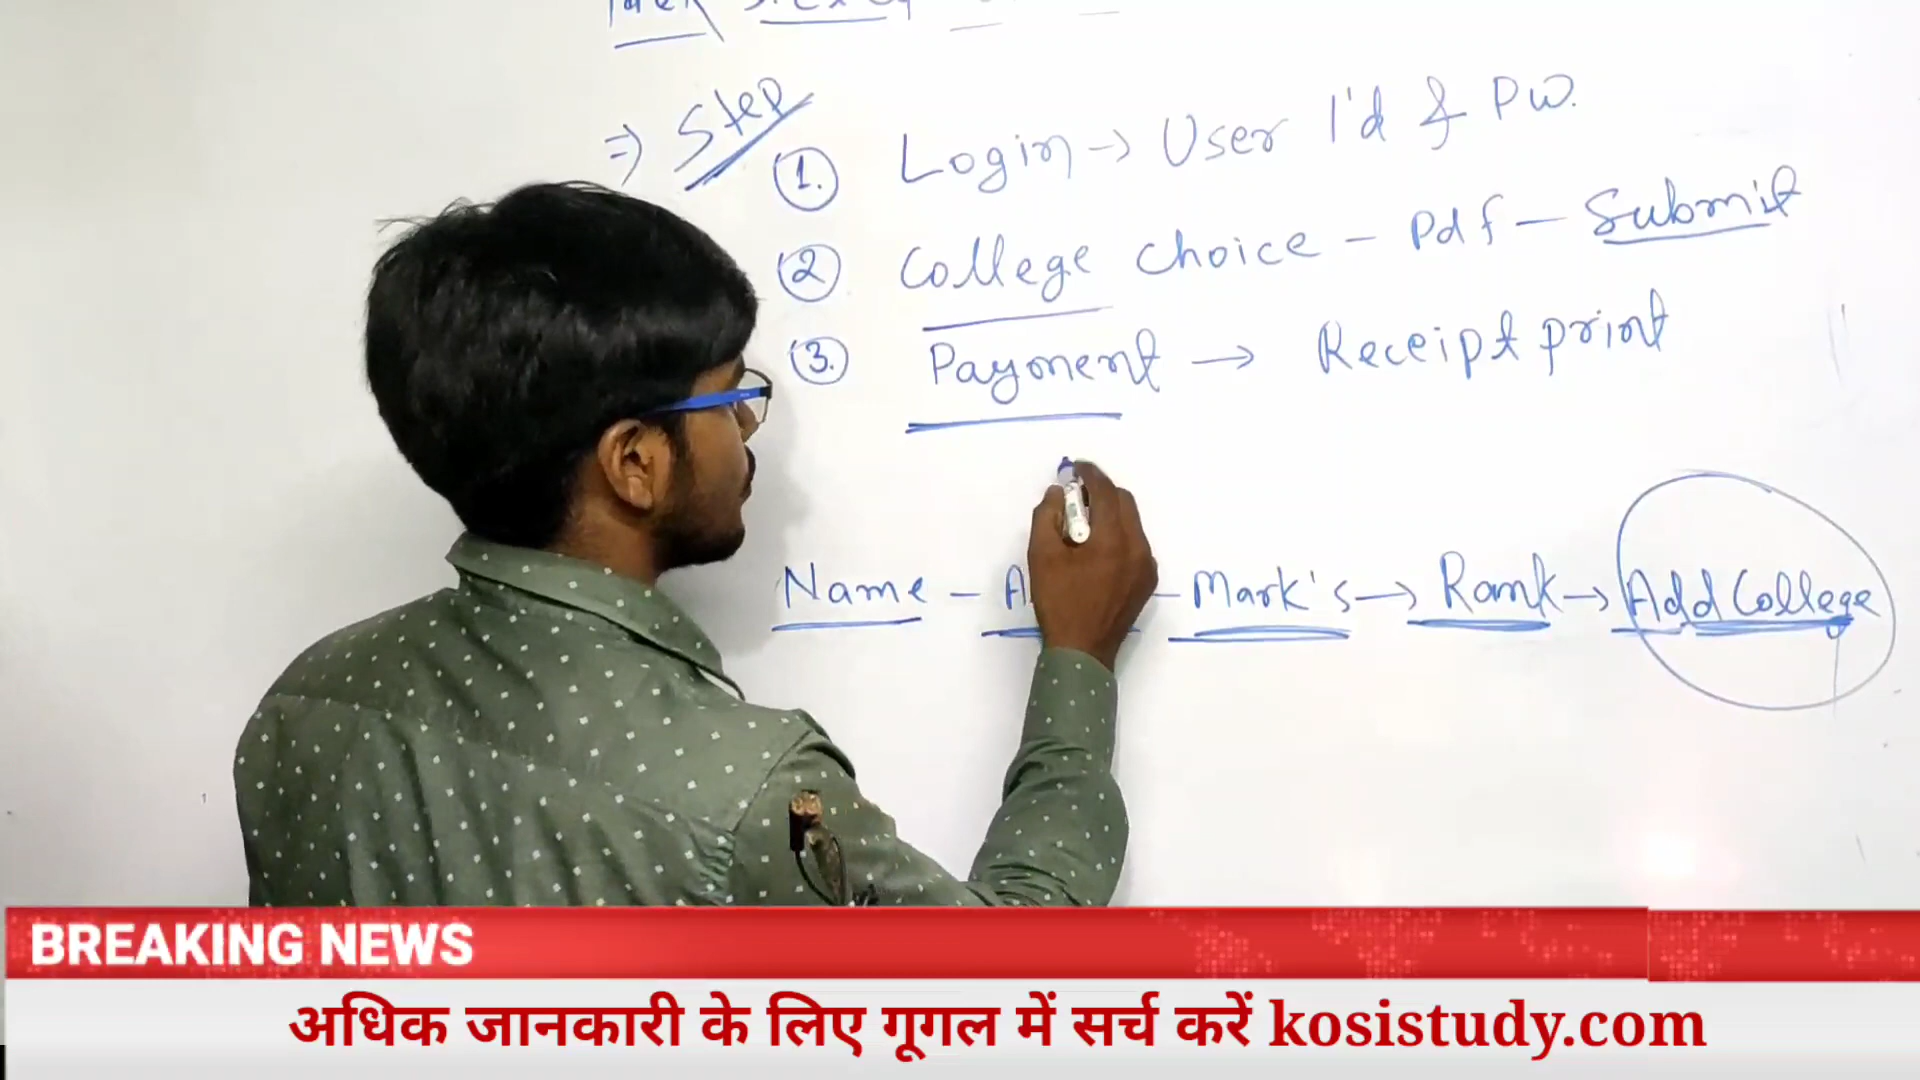 ⇒ Step
1. Login → User I'd & PW.
2 College choice - Pdf - Submit
3. Payment → Receipt print
Name - - Mark's → Rank → Add College
BREAKING NEWS
अधिक जानकारी के लिए गूगल में सर्च करें kosistudy.com